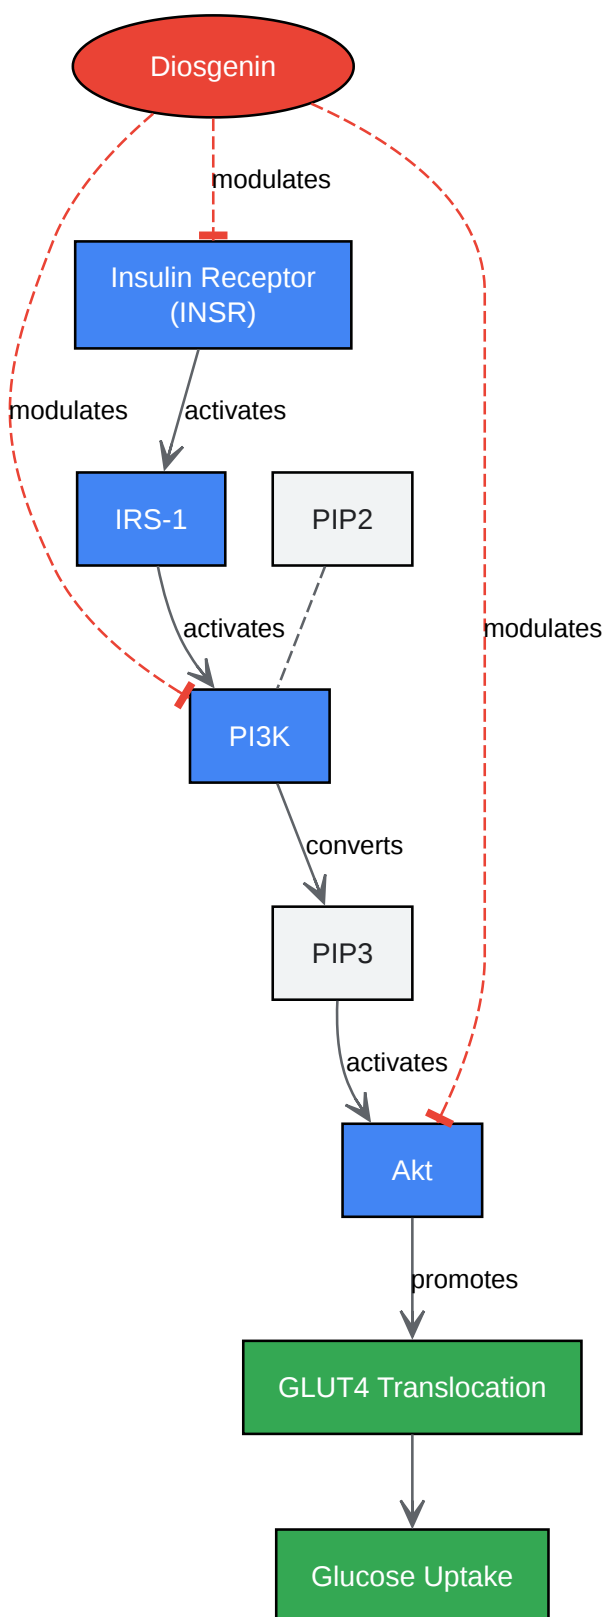 Diosgenin
modulates
Insulin Receptor
(INSR)
modulates
activates
IRS-1
PIP2
activates
modulates
PI3K
converts
PIP3
activates
Akt
promotes
GLUT4 Translocation
Glucose Uptake